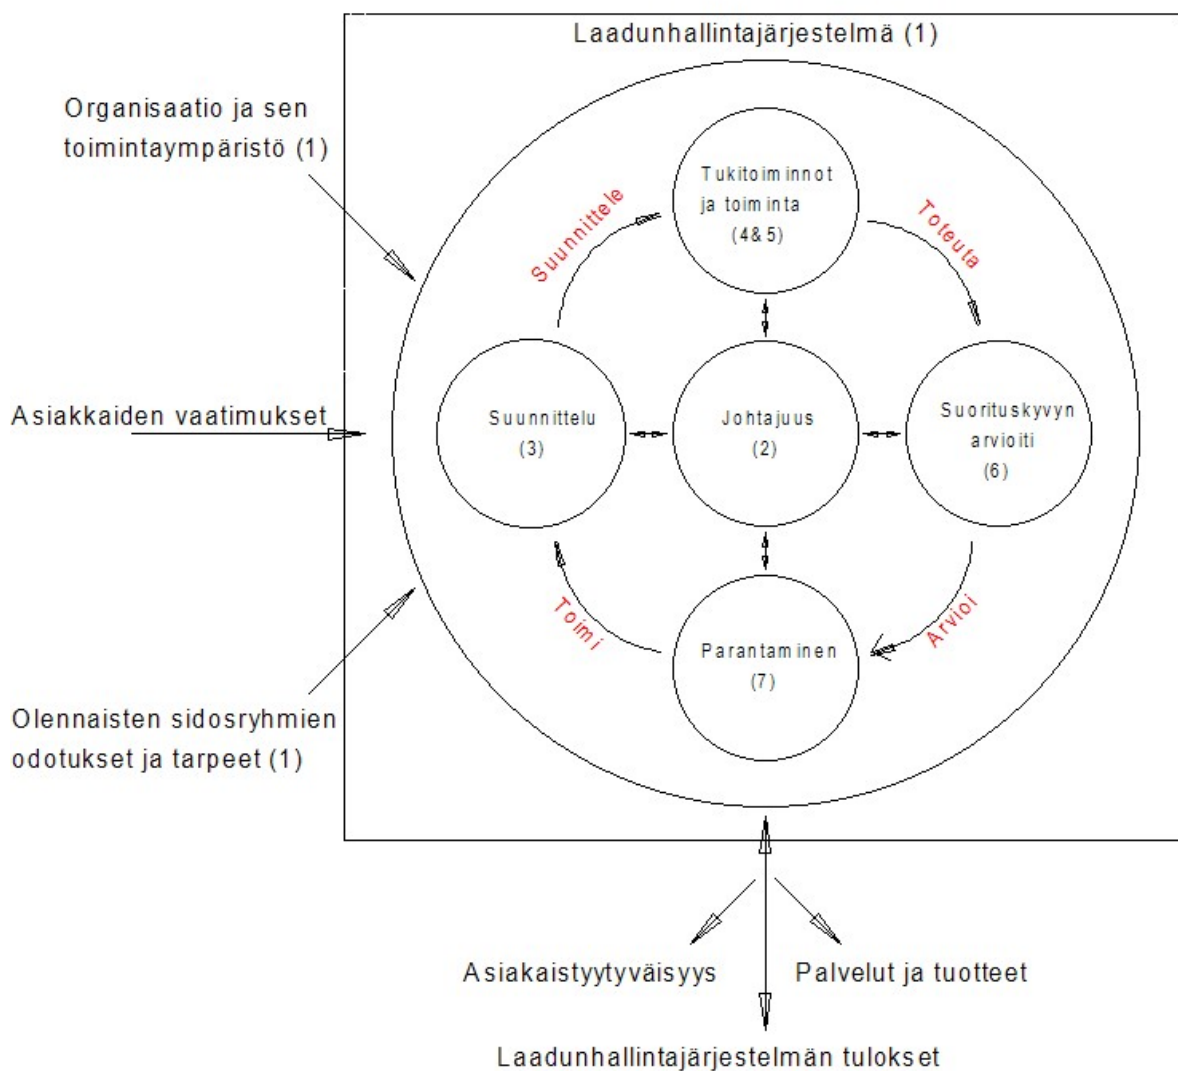 Laadunhallintajärjestelmä (1)
Organisaatio ja sen
toimintaympäristö (1)
Tukitoiminnot
ja toiminta
(4&5)
Suunnittele
Toteuta
Asiakkaiden vaatimukset
Suunnittelu
(3)
Johtajuus
(2)
Suorituskyvyn
arvioiti
(6)
Toimi
Arvioi
Parantaminen
(7)
Olennaisten sidosryhmien
odotukset ja tarpeet (1)
Asiakaistyytyväisyys
Palvelut ja tuotteet
Laadunhallintajärjestelmän tulokset